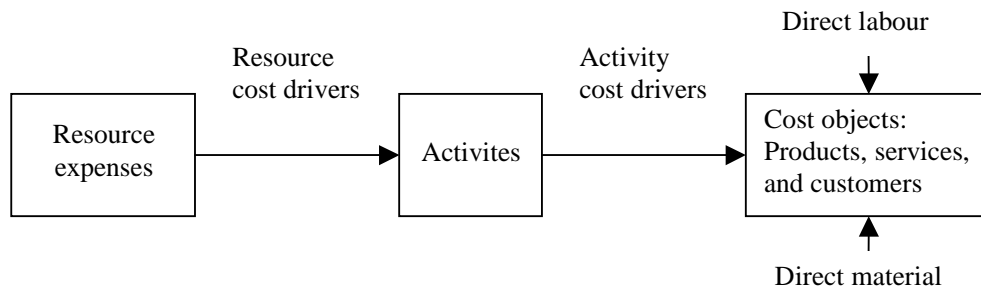 Direct labour
Resource
cost drivers
Activity
cost drivers
Resource
expenses
Activites
Cost objects:
Products, services,
and customers
Direct material